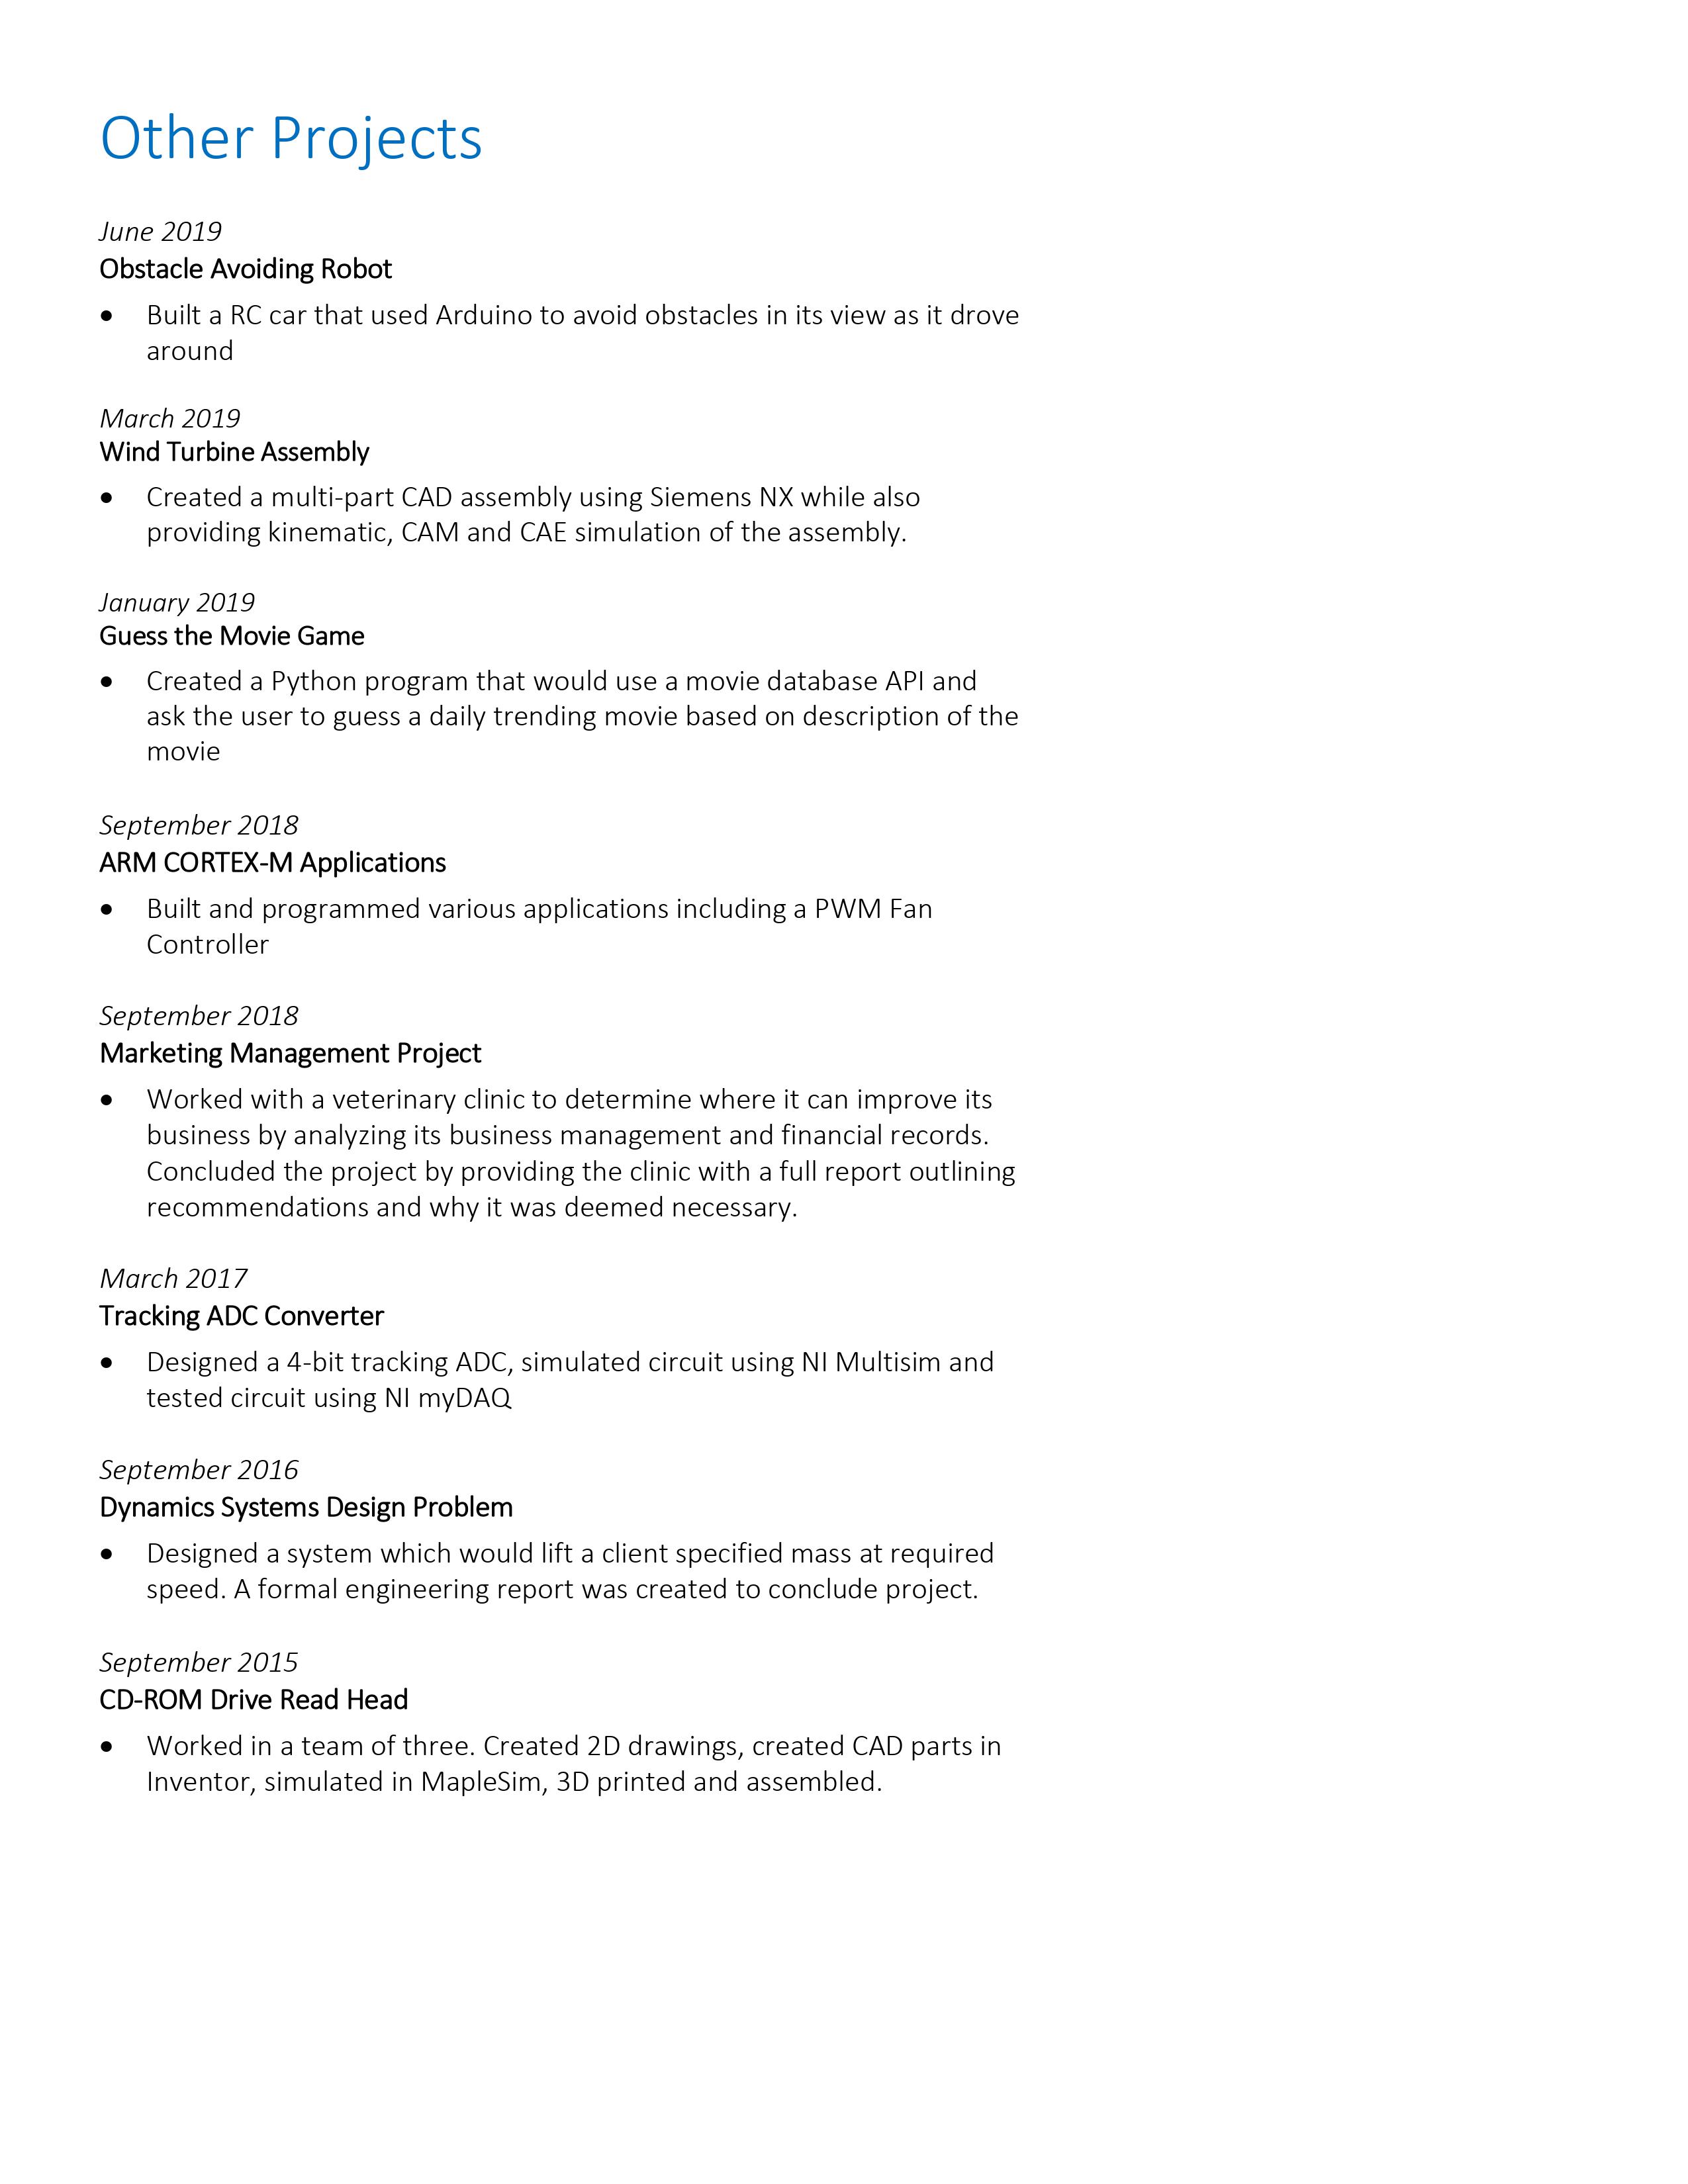 Other Projects
June 2019
Obstacle Avoiding Robot
• Built a RC car that used Arduino to avoid obstacles in its view as it drove
around
March 2019
Wind Turbine Assembly
• Created a multi-part CAD assembly using Siemens NX while also
providing kinematic, CAM and CAE simulation of the assembly.
January 2019
Guess the Movie Game
• Created a Python program that would use a movie database API and
ask the user to guess a daily trending movie based on description of the
movie
September 2018
ARM CORTEX-M Applications
• Built and programmed various applications including a PWM Fan
Controller
September 2018
Marketing Management Project
• Worked with a veterinary clinic to determine where it can improve its
business by analyzing its business management and financial records.
Concluded the project by providing the clinic with a full report outlining
recommendations and why it was deemed necessary.
March 2017
Tracking ADC Converter
• Designed a 4-bit tracking ADC, simulated circuit using NI Multisim and
tested circuit using NI myDAQ
September 2016
Dynamics Systems Design Problem
• Designed a system which would lift a client specified mass at required
speed. A formal engineering report was created to conclude project.
September 2015
CD-ROM Drive Read Head
• Worked in a team of three. Created 2D drawings, created CAD parts in
Inventor, simulated in MapleSim, 3D printed and assembled.